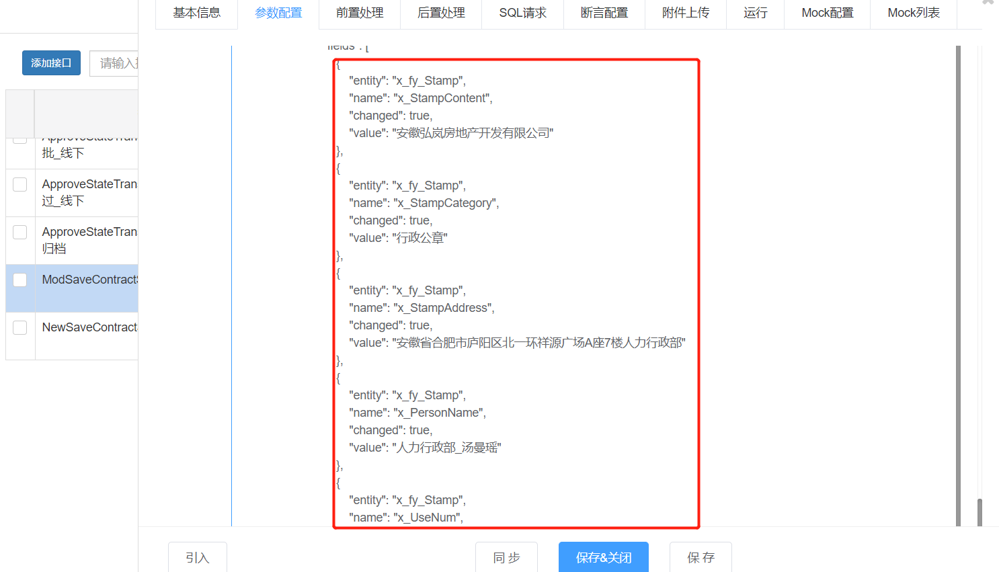 基本信息
参数配置
前置处理
后置处理
SQL请求
断言配置
附件上传
运行
Mock配置
Mock列表
添加接口
请输入
批_线下
ApproveStateTran
过_线下
ApproveStateTran
归档
ModSaveContract
NewSaveContract
fields": [
{
"entity": "x_fy_Stamp",
"name": "x_StampContent",
"changed": true,
"value": "安徽弘岚房地产开发有限公司"
},
{
"entity": "x_fy_Stamp",
"name": "x_StampCategory",
"changed": true,
"value": "行政公章"
},
{
"entity": "x_fy_Stamp",
"name": "x_StampAddress",
"changed": true,
"value": "安徽省合肥市庐阳区北一环祥源广场A座7楼人力行政部"
},
{
"entity": "x_fy_Stamp",
"name": "x_PersonName",
"changed": true,
"value": "人力行政部_汤曼瑶"
},
{
"entity": "x_fy_Stamp",
"name": "x_UseNum",
引入
同 步
保存&关闭
保 存